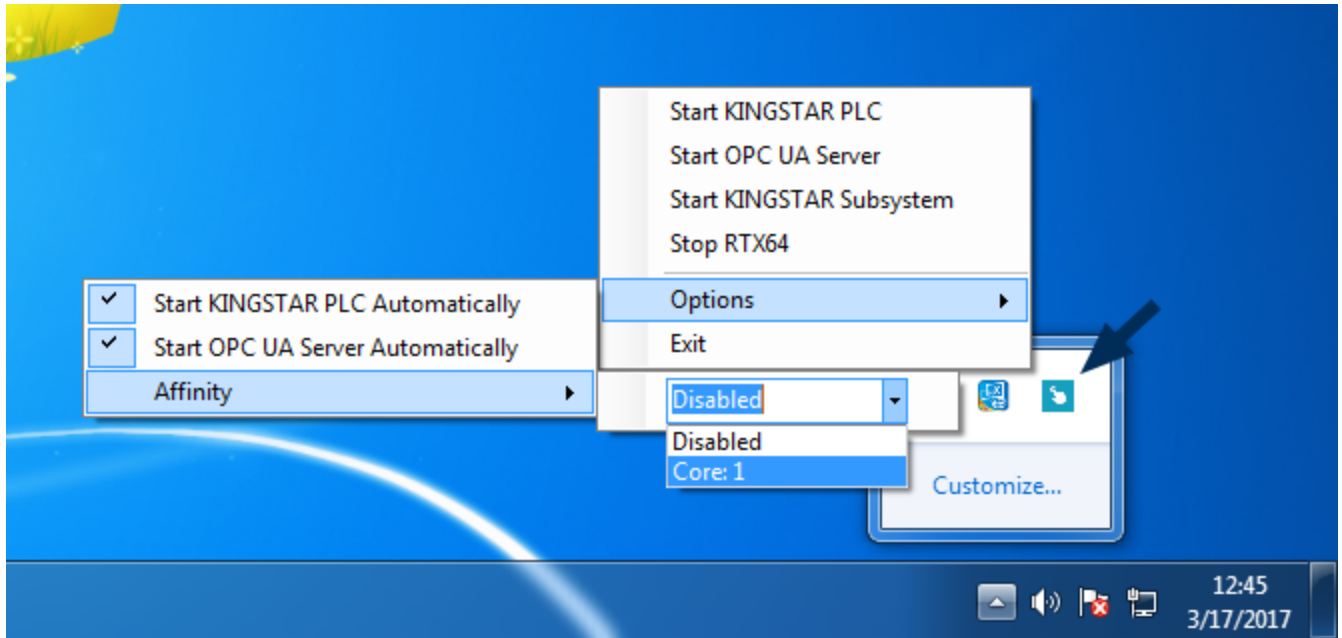 Start KINGSTAR PLC
Start OPC UA Server
Start KINGSTAR Subsystem
Stop RTX64
Options
Exit
Start KINGSTAR PLC Automatically
Start OPC UA Server Automatically
Affinity
Disabled
Disabled
Core: 1
Customize...
12:45
3/17/2017